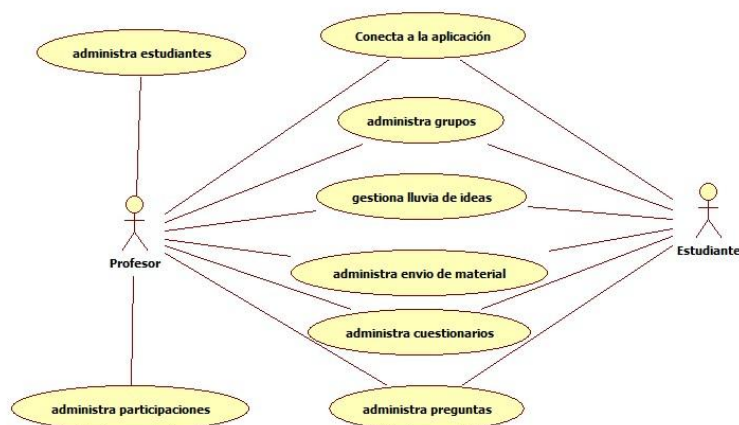 Conecta a la aplicación
administra estudiantes
administra grupos
gestiona lluvia de ideas
Profesor
Estudiante
administra envio de material
administra cuestionarios
administra participaciones
administra preguntas